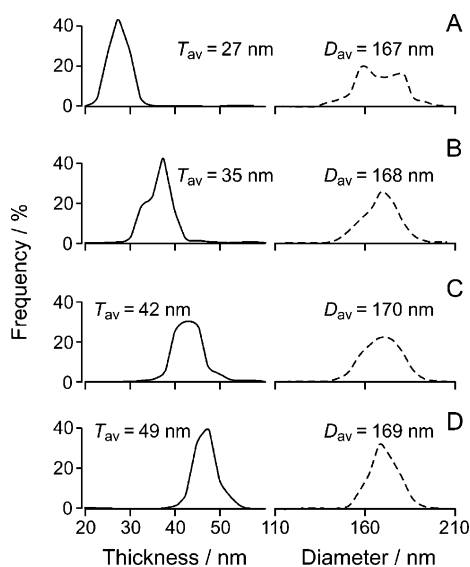 A
40
20
0
T_av = 27 nm
D_av = 167 nm
B
40
20
0
T_av = 35 nm
D_av = 168 nm
C
40
20
0
T_av = 42 nm
D_av = 170 nm
D
40
20
0
T_av = 49 nm
D_av = 169 nm
Frequency / %
20 30 40 50 60 110 160 210
Thickness / nm
Diameter / nm